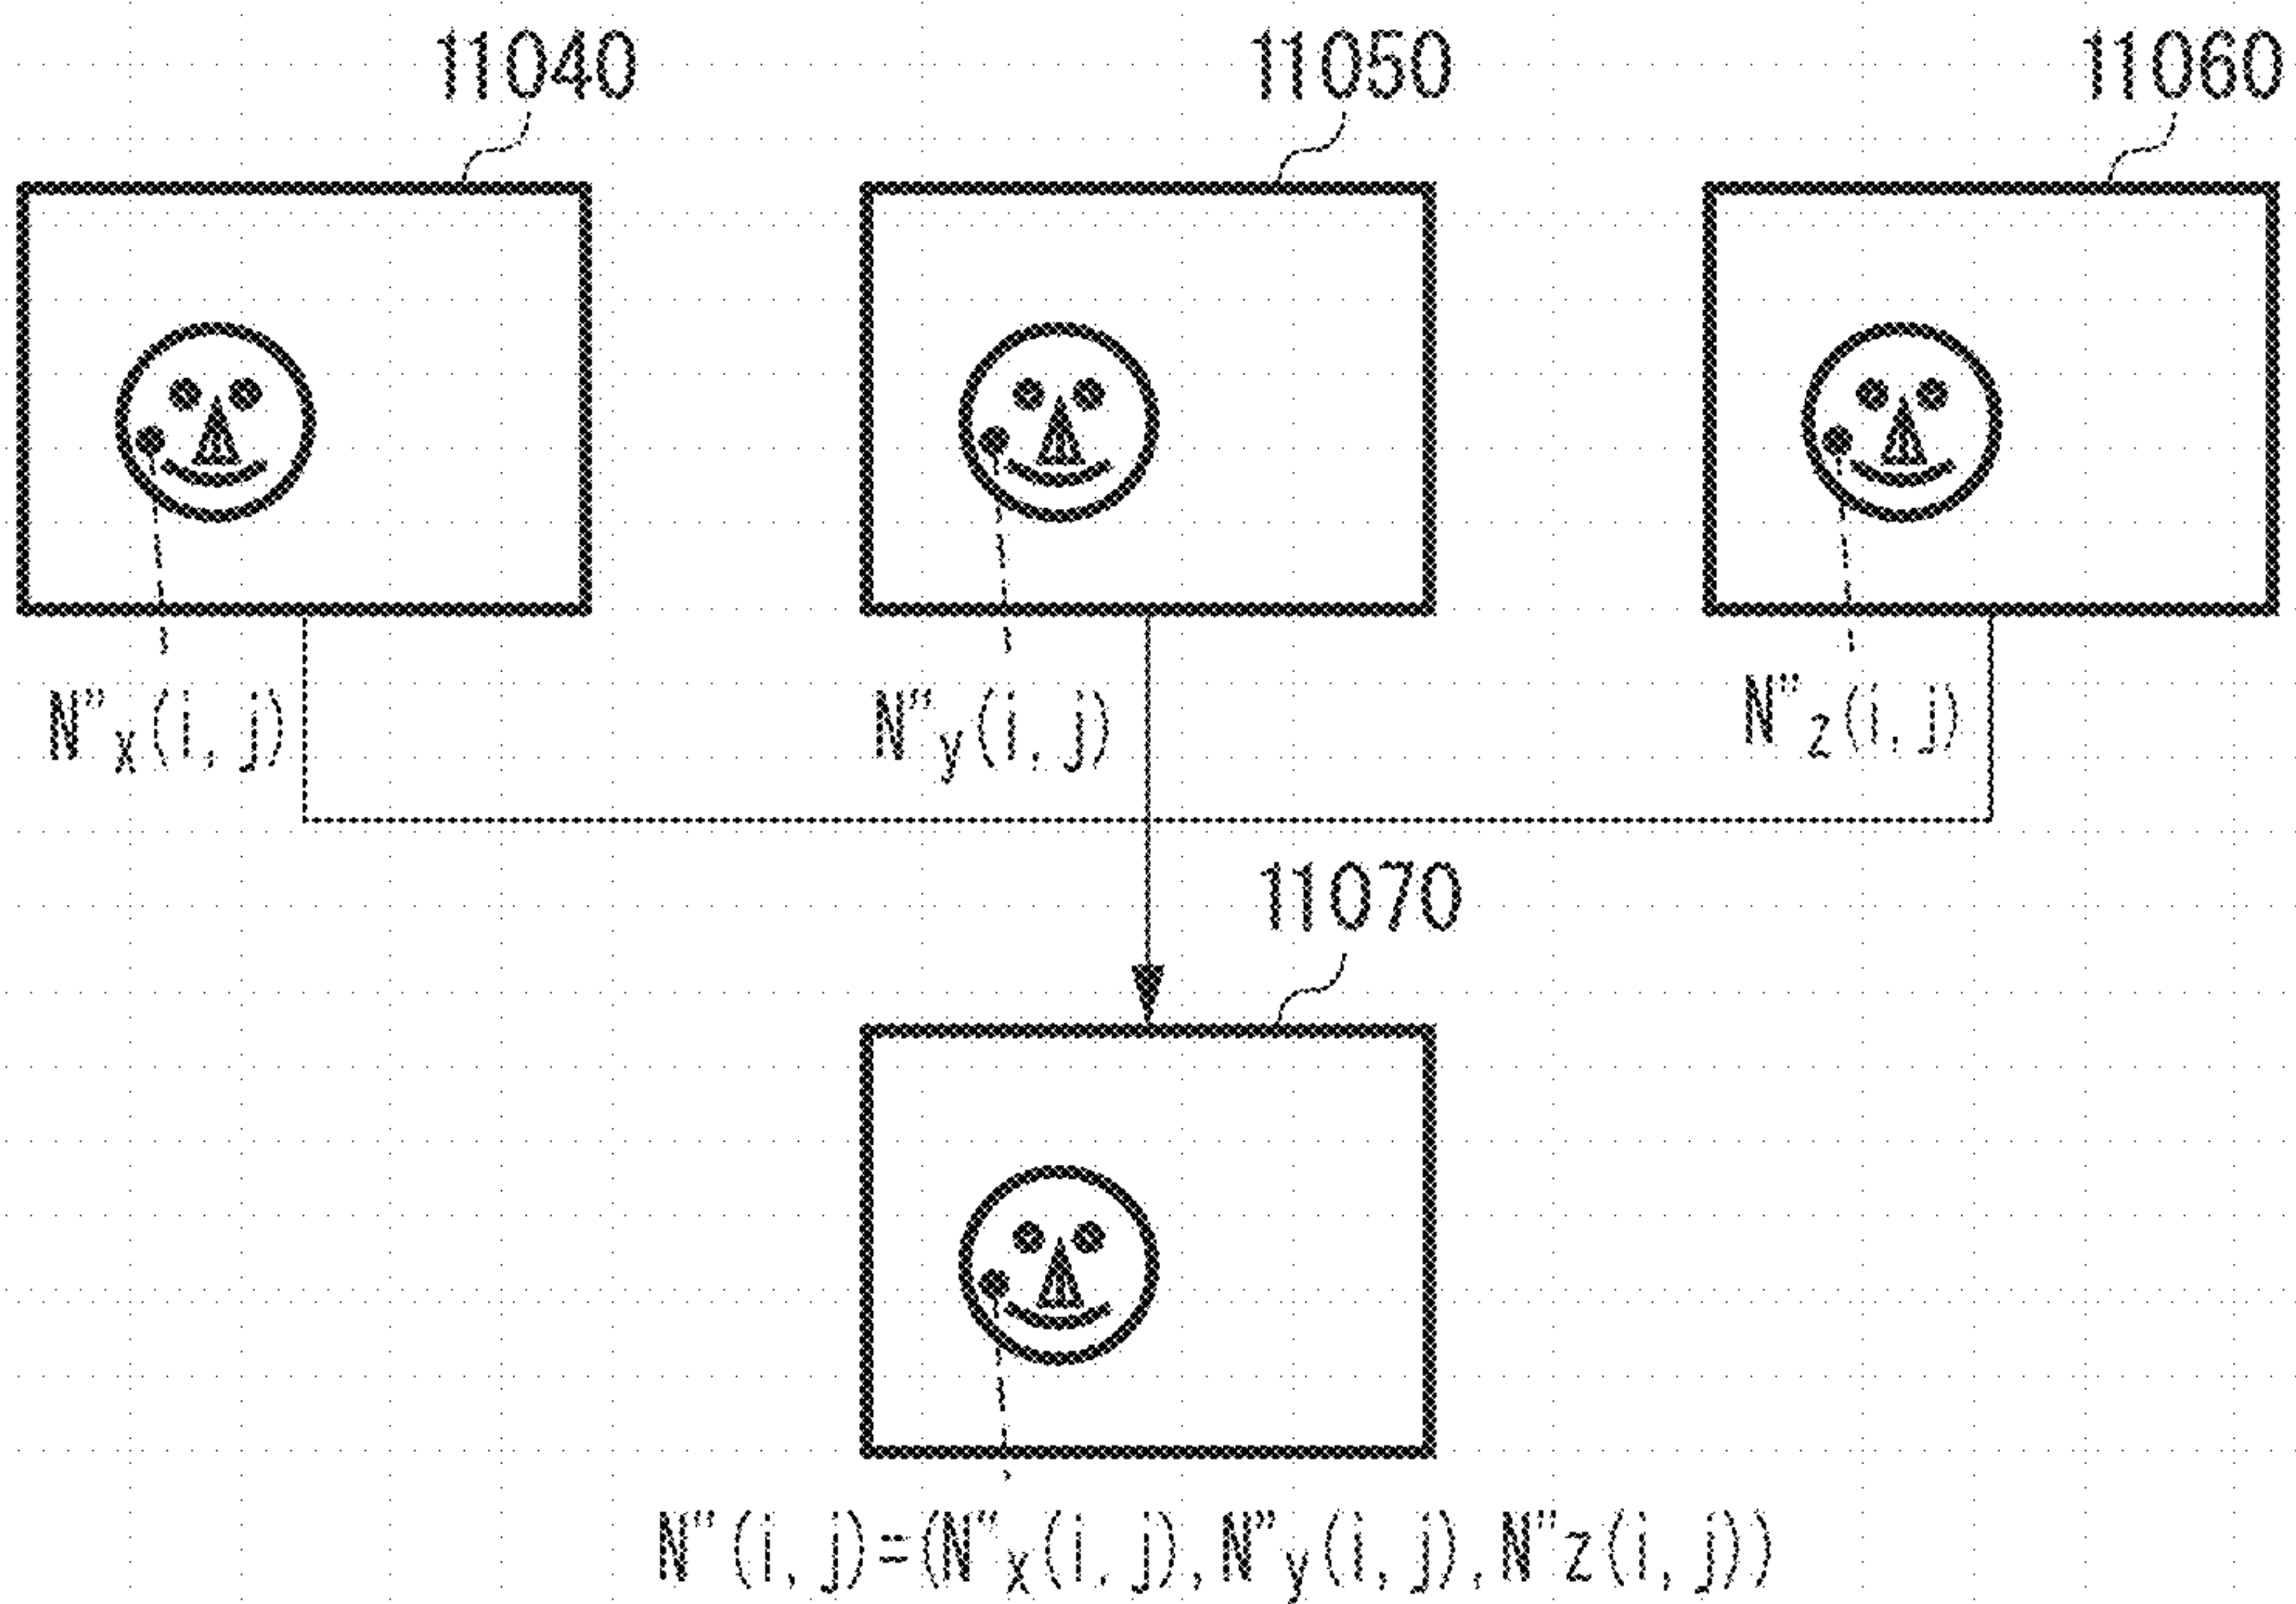 11040 11050 11060
N"x(i, j) N"y(i, j) N"z(i, j)
11070
N"(i, j)=(N"x(i, j), N"y(i, j), N"z(i, j))